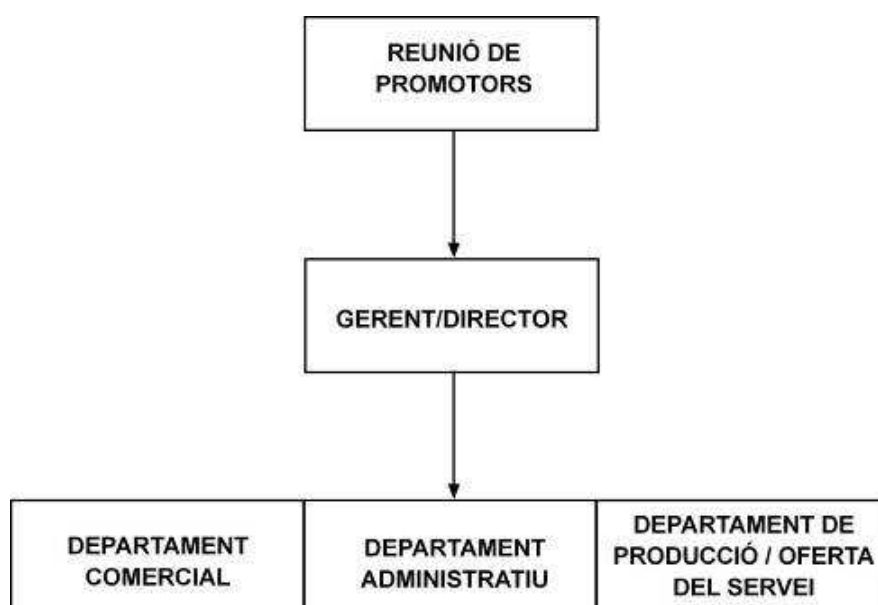 REUNIÓ DE
PROMOTORS
GERENT/DIRECTOR
DEPARTAMENT
COMERCIAL
DEPARTAMENT
ADMINISTRATIU
DEPARTAMENT DE
PRODUCCIÓ / OFERTA
DEL SERVEI